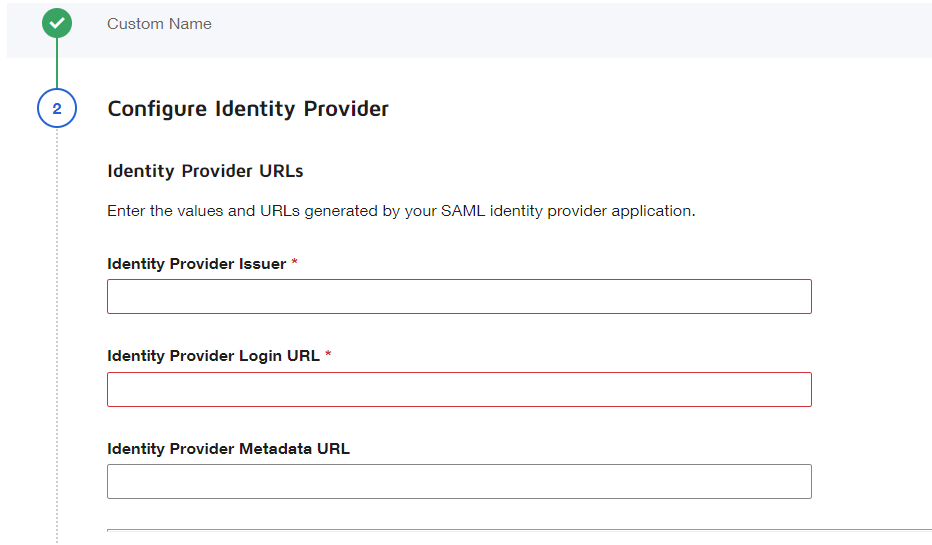 Custom Name
2
Configure Identity Provider
Identity Provider URLs
Enter the values and URLs generated by your SAML identity provider application.
Identity Provider Issuer *
Identity Provider Login URL *
Identity Provider Metadata URL